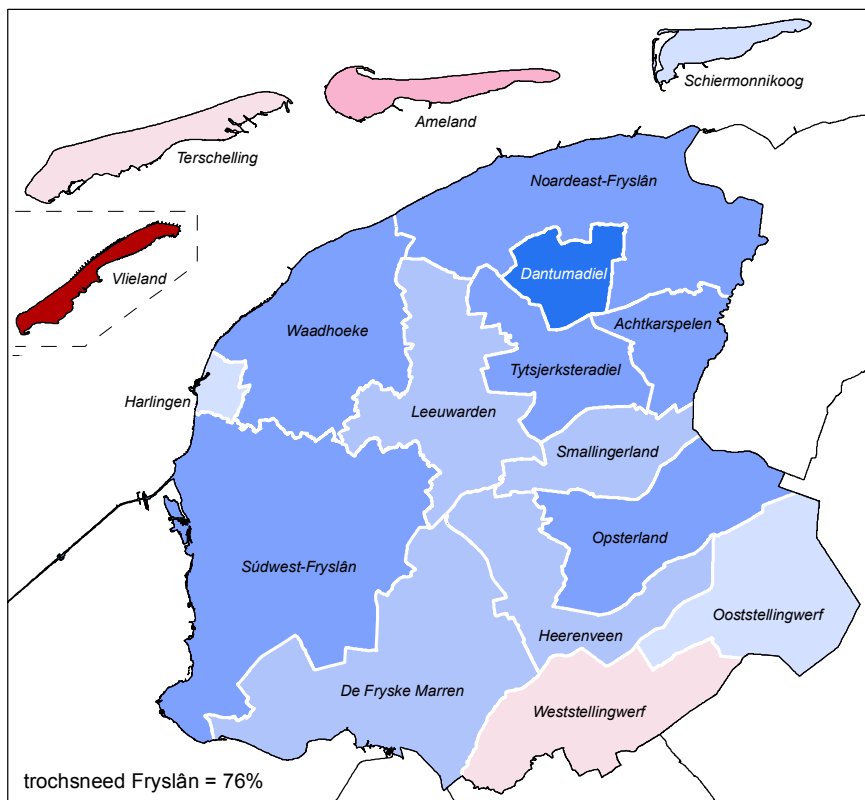 Schiermonnikoog
Ameland
Terschelling
Noardeast-Fryslân
Dantumadiel
Vlieland
Achtkarspelen
Waadhoeke
Tytsjerksteradiel
Harlingen
Leeuwarden
Smallingerland
Opsterland
Súdwest-Fryslân
Ooststellingwerf
Heerenveen
De Fryske Marren
Weststellingwerf
trochsneed Fryslân = 76%